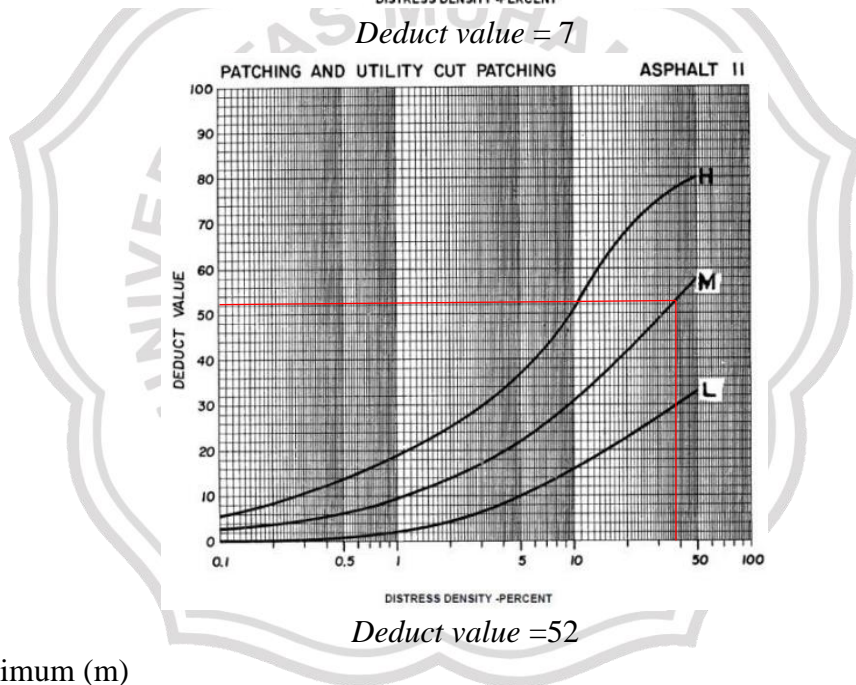 DISTRESS DENSITY -PERCENT
Deduct value = 7
PATCHING AND UTILITY CUT PATCHING ASPHALT 11
100
90
80
70
60
50
40
30
20
10
0
DEDUCT VALUE
H
M
L
0.1 0.5 1 5 10 50 100
DISTRESS DENSITY -PERCENT
Deduct value =52
imum (m)